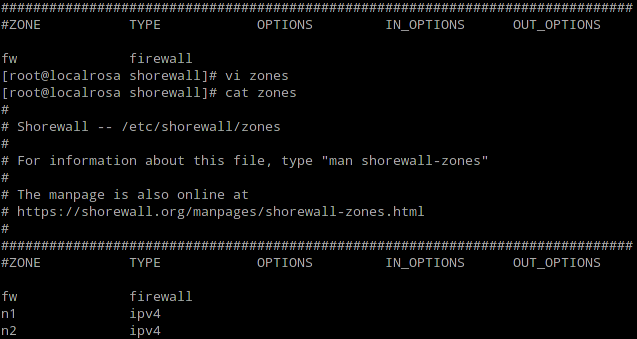 ###############################################################################
#ZONE TYPE OPTIONS IN_OPTIONS OUT_OPTIONS
fw firewall
[root@localrosa shorewall]# vi zones
[root@localrosa shorewall]# cat zones
#
# Shorewall -- /etc/shorewall/zones
#
# For information about this file, type "man shorewall-zones"
#
# The manpage is also online at
# https://shorewall.org/manpages/shorewall-zones.html
#
###############################################################################
#ZONE TYPE OPTIONS IN_OPTIONS OUT_OPTIONS
fw firewall
n1 ipv4
n2 ipv4